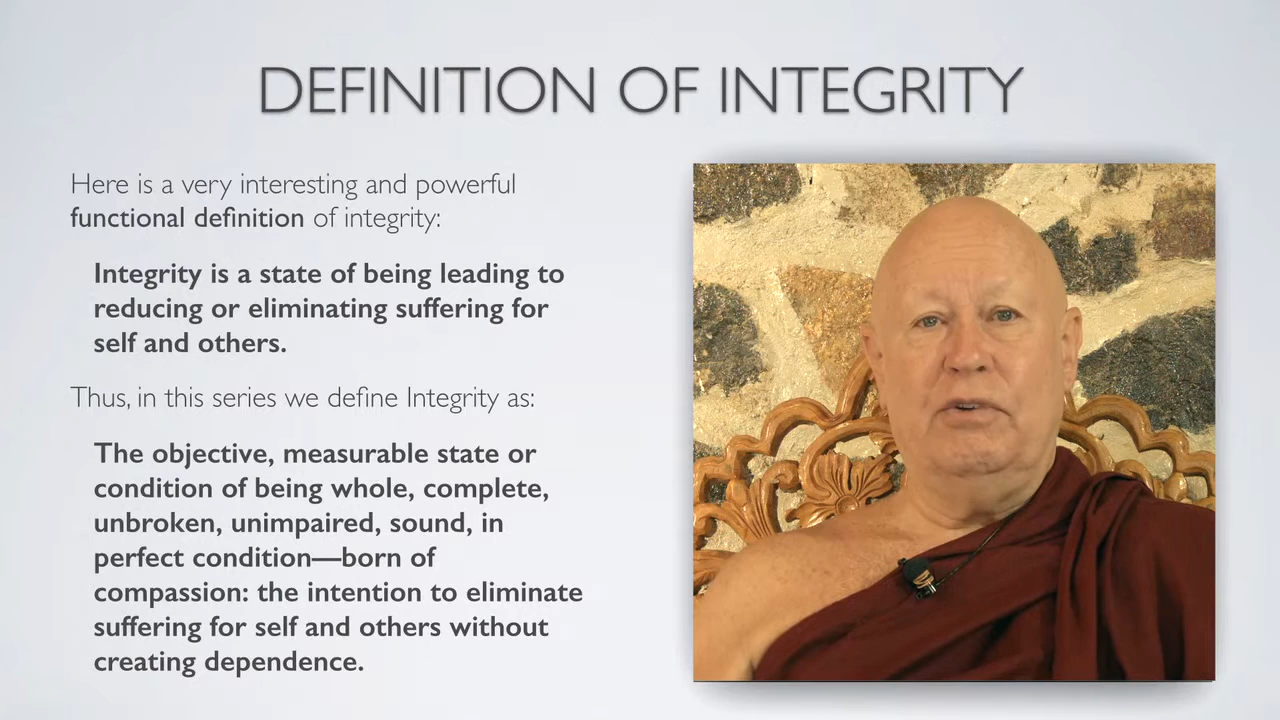 DEFINITION OF INTEGRITY
Here is a very interesting and powerful
functional definition of integrity:
Integrity is a state of being leading to
reducing or eliminating suffering for
self and others.
Thus, in this series we define Integrity as:
The objective, measurable state or
condition of being whole, complete,
unbroken, unimpaired, sound, in
perfect condition—born of
compassion: the intention to eliminate
suffering for self and others without
creating dependence.